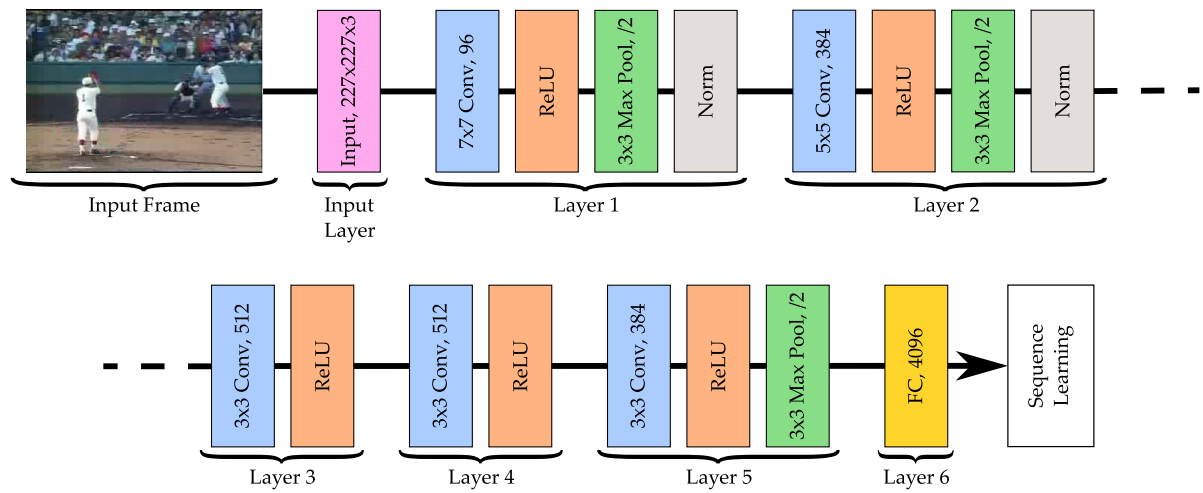 Input, 227x227x3
7x7 Conv, 96
ReLU
3x3 Max Pool, /2
Norm
5x5 Conv, 384
ReLU
3x3 Max Pool, /2
Norm
Input Frame
Input
Layer
Layer 1
Layer 2
3x3 Conv, 512
ReLU
3x3 Conv, 512
ReLU
3x3 Conv, 384
ReLU
3x3 Max Pool, /2
FC, 4096
Sequence
Learning
Layer 3
Layer 4
Layer 5
Layer 6